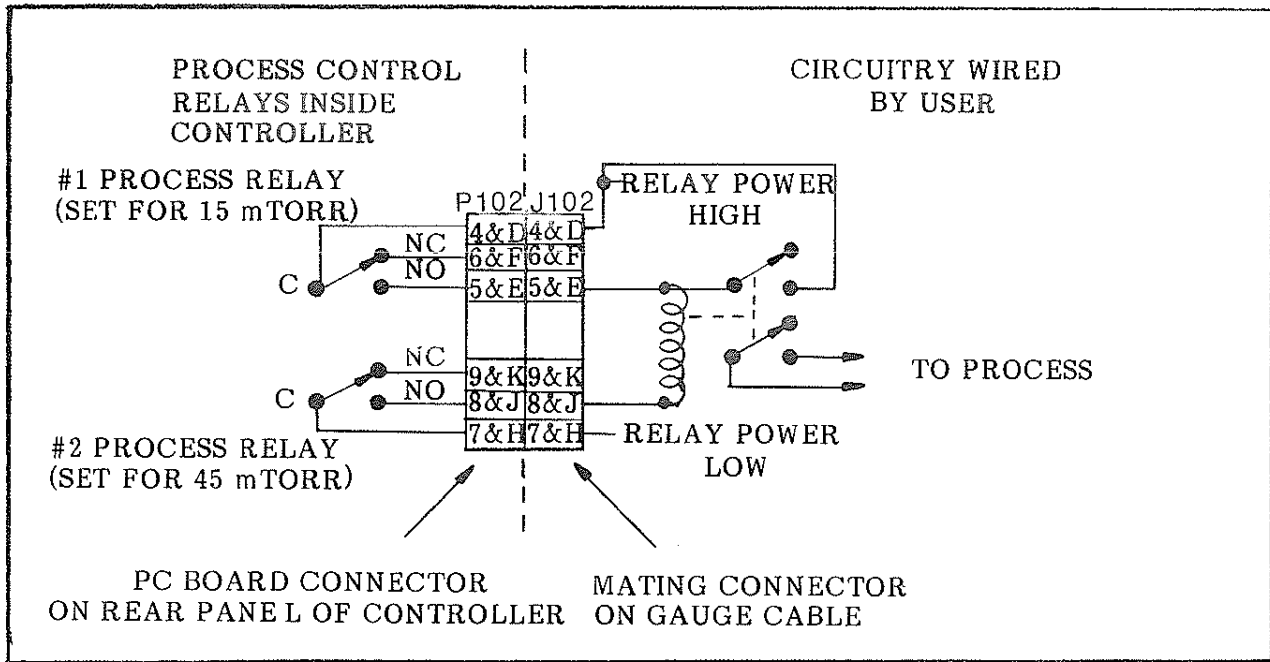 PROCESS CONTROL
RELAYS INSIDE
CONTROLLER
CIRCUITRY WIRED
BY USER
#1 PROCESS RELAY
(SET FOR 15 mTORR)
P102 J102
RELAY POWER
HIGH
4&D 4&D
NC 6&F 6&F
NO
C 5&E 5&E
NC 9&K 9&K
NO
C 8&J 8&J
7&H 7&H
TO PROCESS
#2 PROCESS RELAY
(SET FOR 45 mTORR)
RELAY POWER
LOW
PC BOARD CONNECTOR
ON REAR PANEL OF CONTROLLER
MATING CONNECTOR
ON GAUGE CABLE